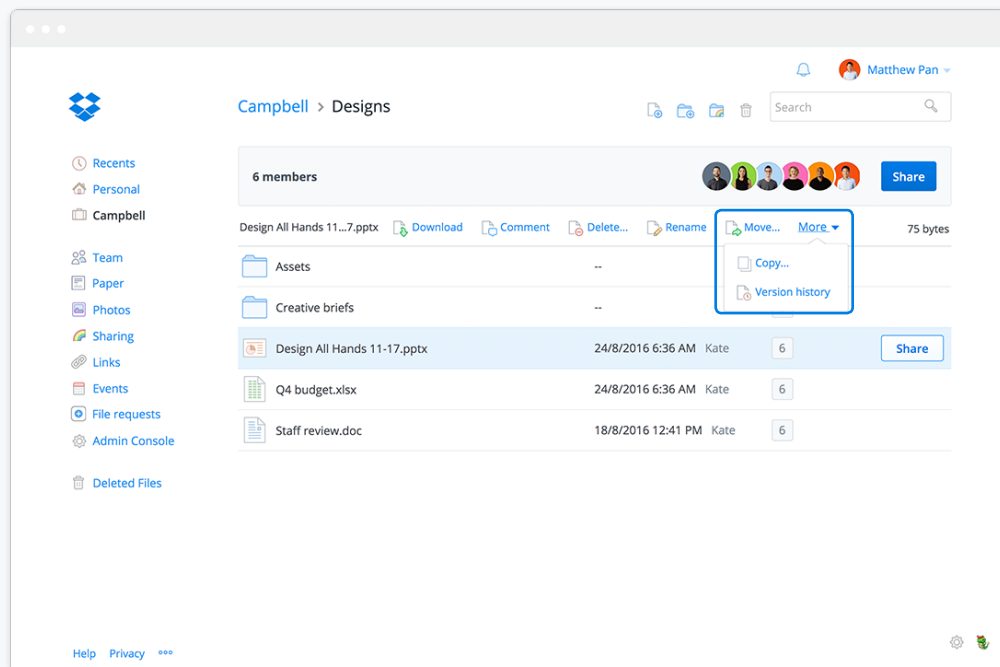 Matthew Pan
Campbell > Designs
Search
Recents
Personal
Campbell
Team
Paper
Photos
Sharing
Links
Events
File requests
Admin Console
Deleted Files
6 members
Share
Design All Hands 11...7.pptx Download Comment Delete... Rename Move... More 75 bytes
Copy...
Version history
Assets --
Creative briefs --
Design All Hands 11-17.pptx 24/8/2016 6:36 AM Kate 6 Share
Q4 budget.xlsx 24/8/2016 6:36 AM Kate 6
Staff review.doc 18/8/2016 12:41 PM Kate 6
Help Privacy